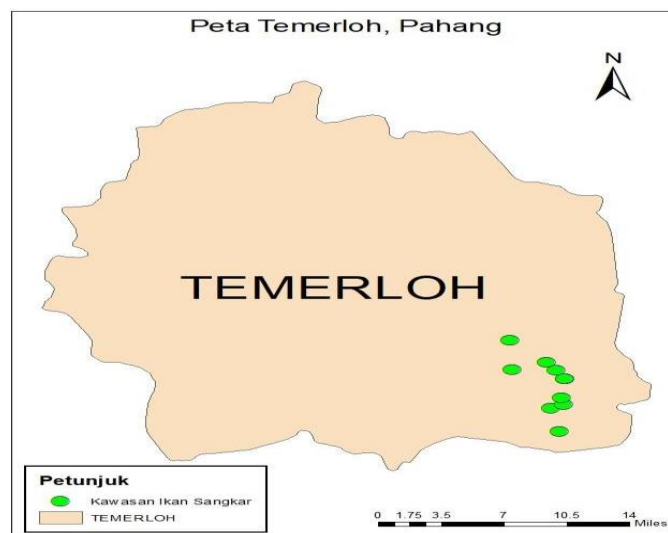 Peta Temerloh, Pahang
N
TEMERLOH
Petunjuk
Kawasan Ikan Sangkar
TEMERLOH
0 1.75 3.5 7 10.5 14
Miles